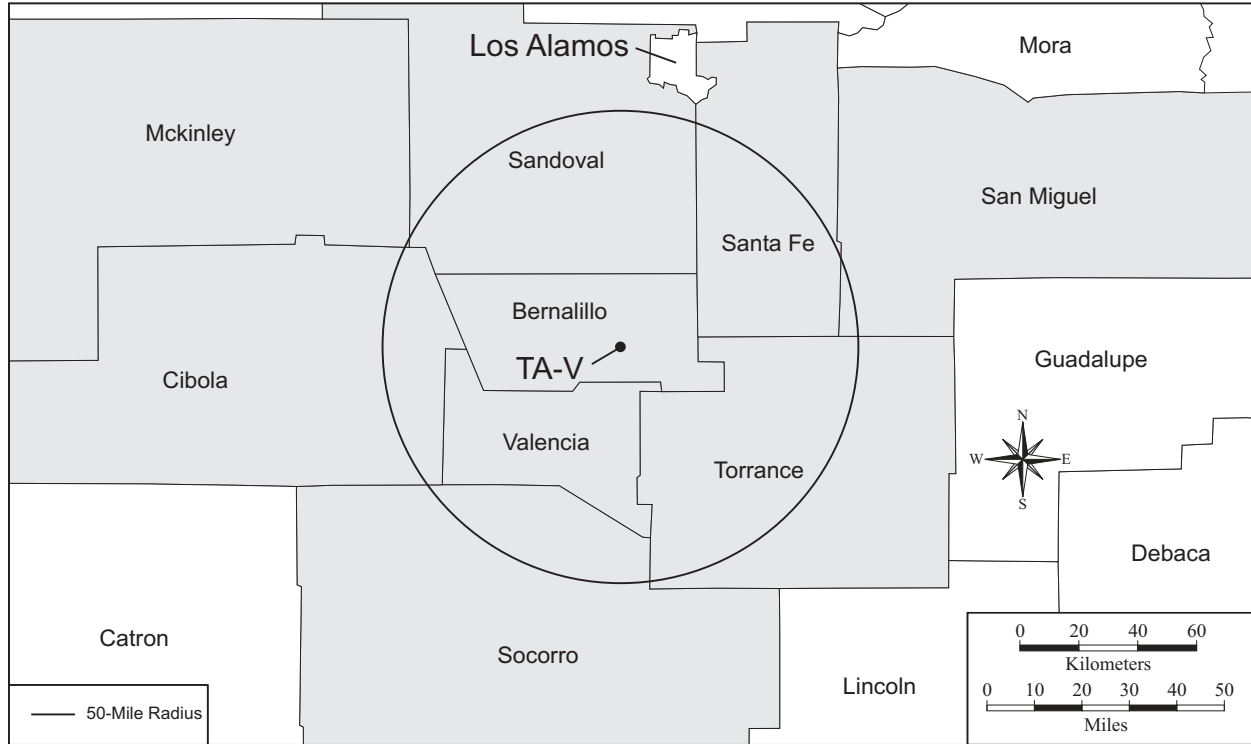 Los Alamos
Mora
Mckinley
Sandoval
San Miguel
Santa Fe
Bernalillo
TA-V
Guadalupe
Cibola
Valencia
Torrance
N
W E
S
Debaca
Catron
Socorro
Lincoln
50-Mile Radius
0 20 40 60
Kilometers
0 10 20 30 40 50
Miles